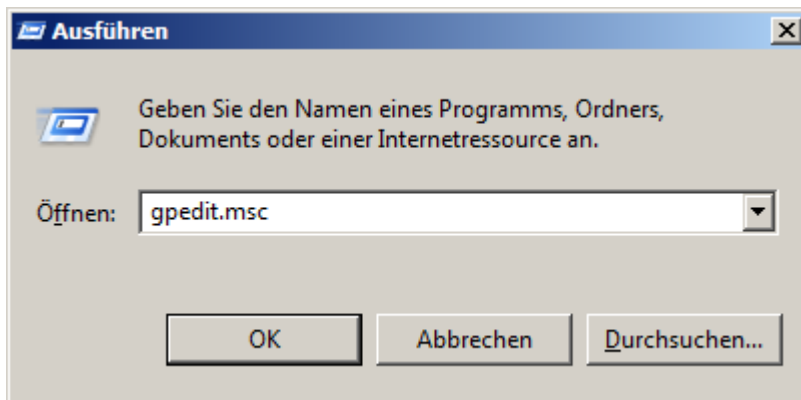 Ausführen
Geben Sie den Namen eines Programms, Ordners,
Dokuments oder einer Internetressource an.
Öffnen: gpedit.msc
OK Abbrechen Durchsuchen...